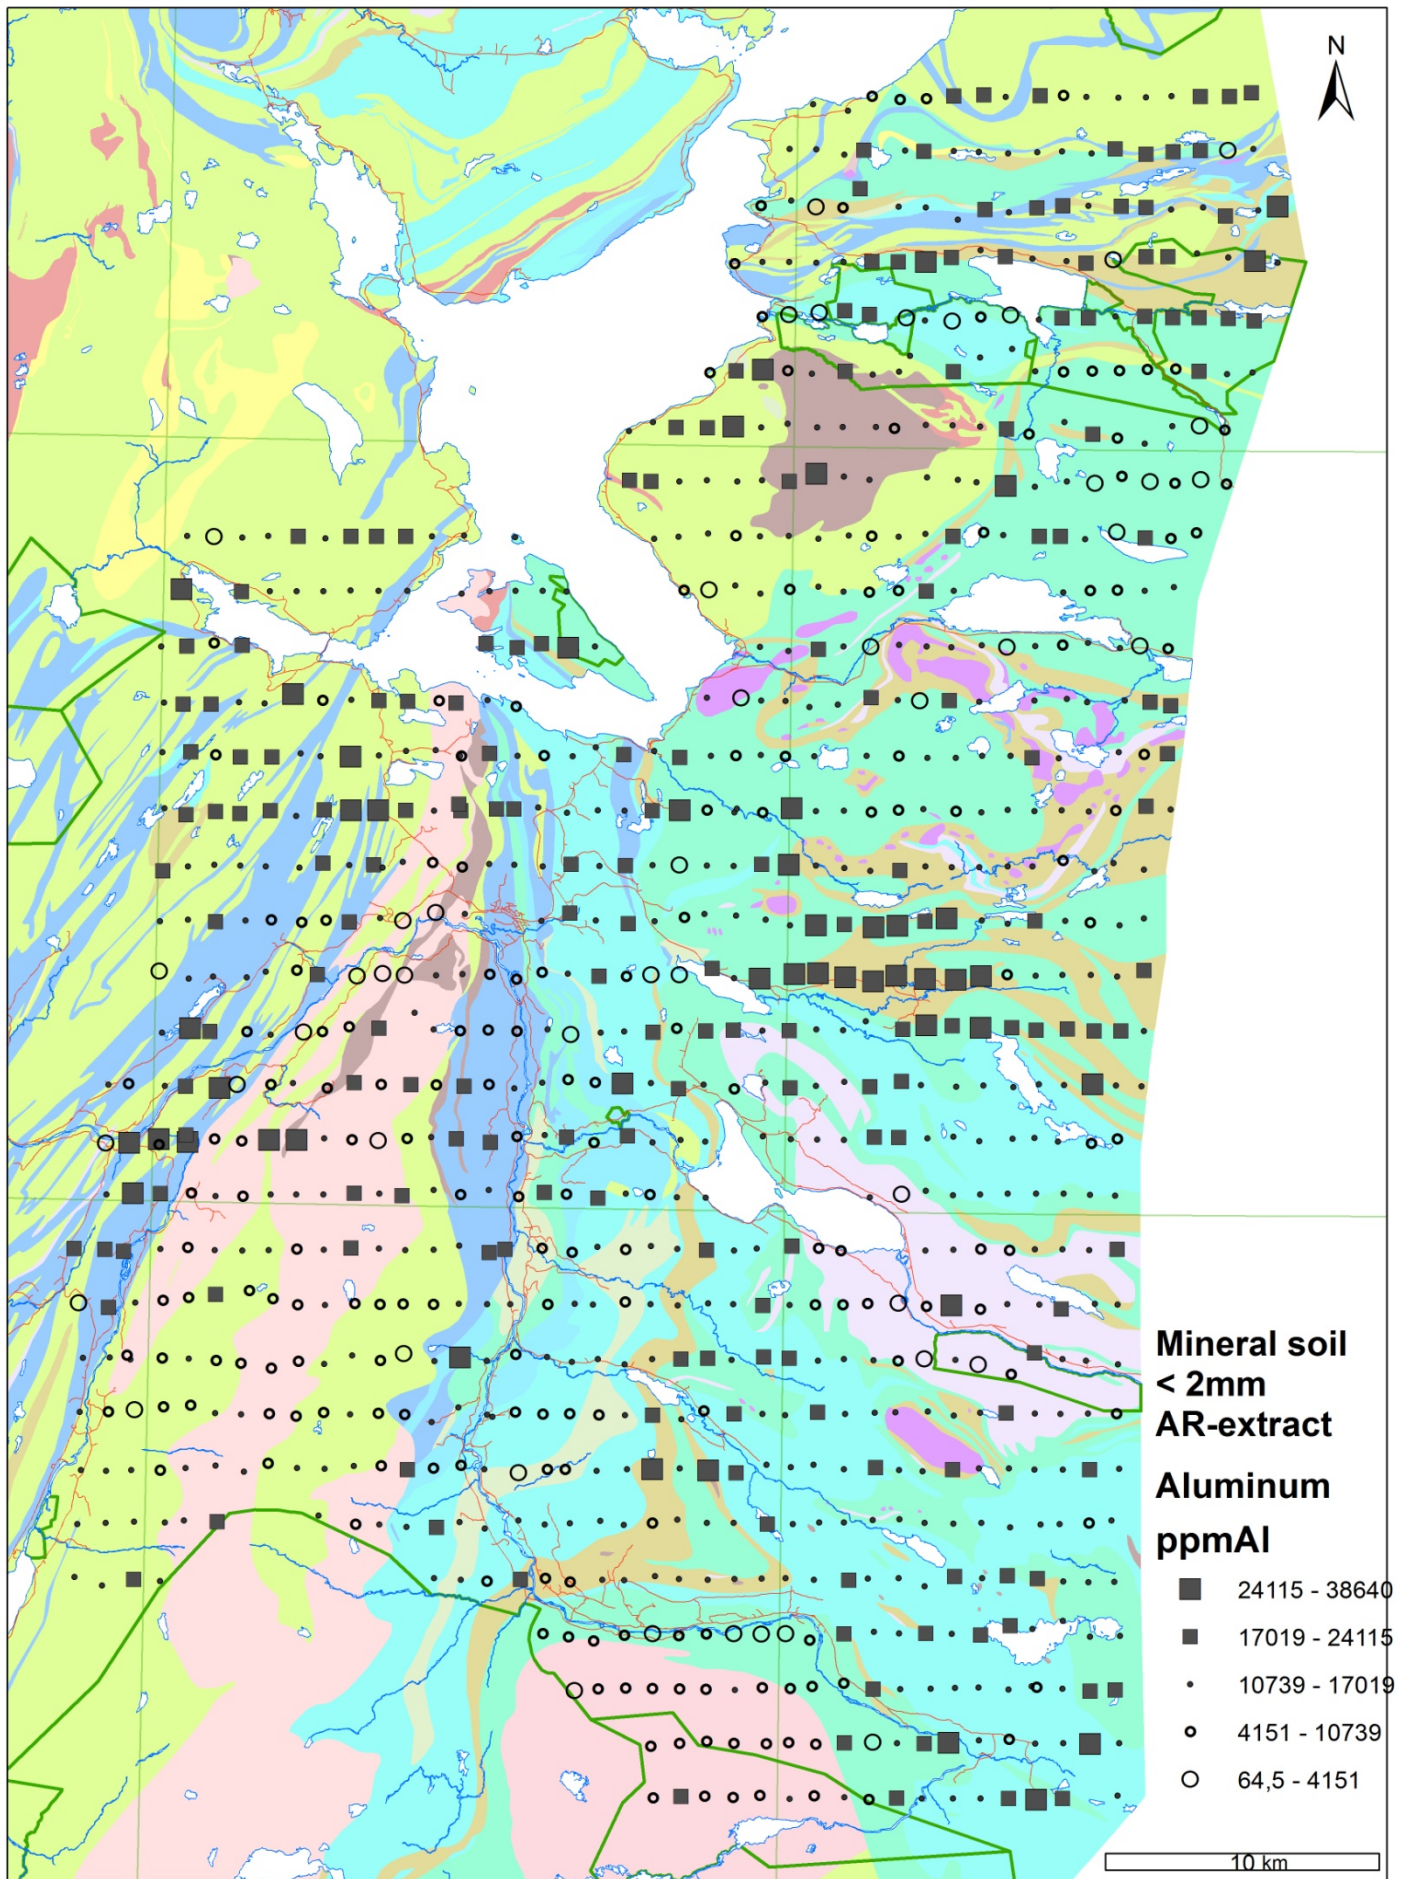 N
Mineral soil
< 2mm
AR-extract
Aluminum
ppmAl
24115 - 38640
17019 - 24115
10739 - 17019
4151 - 10739
64,5 - 4151
10 km